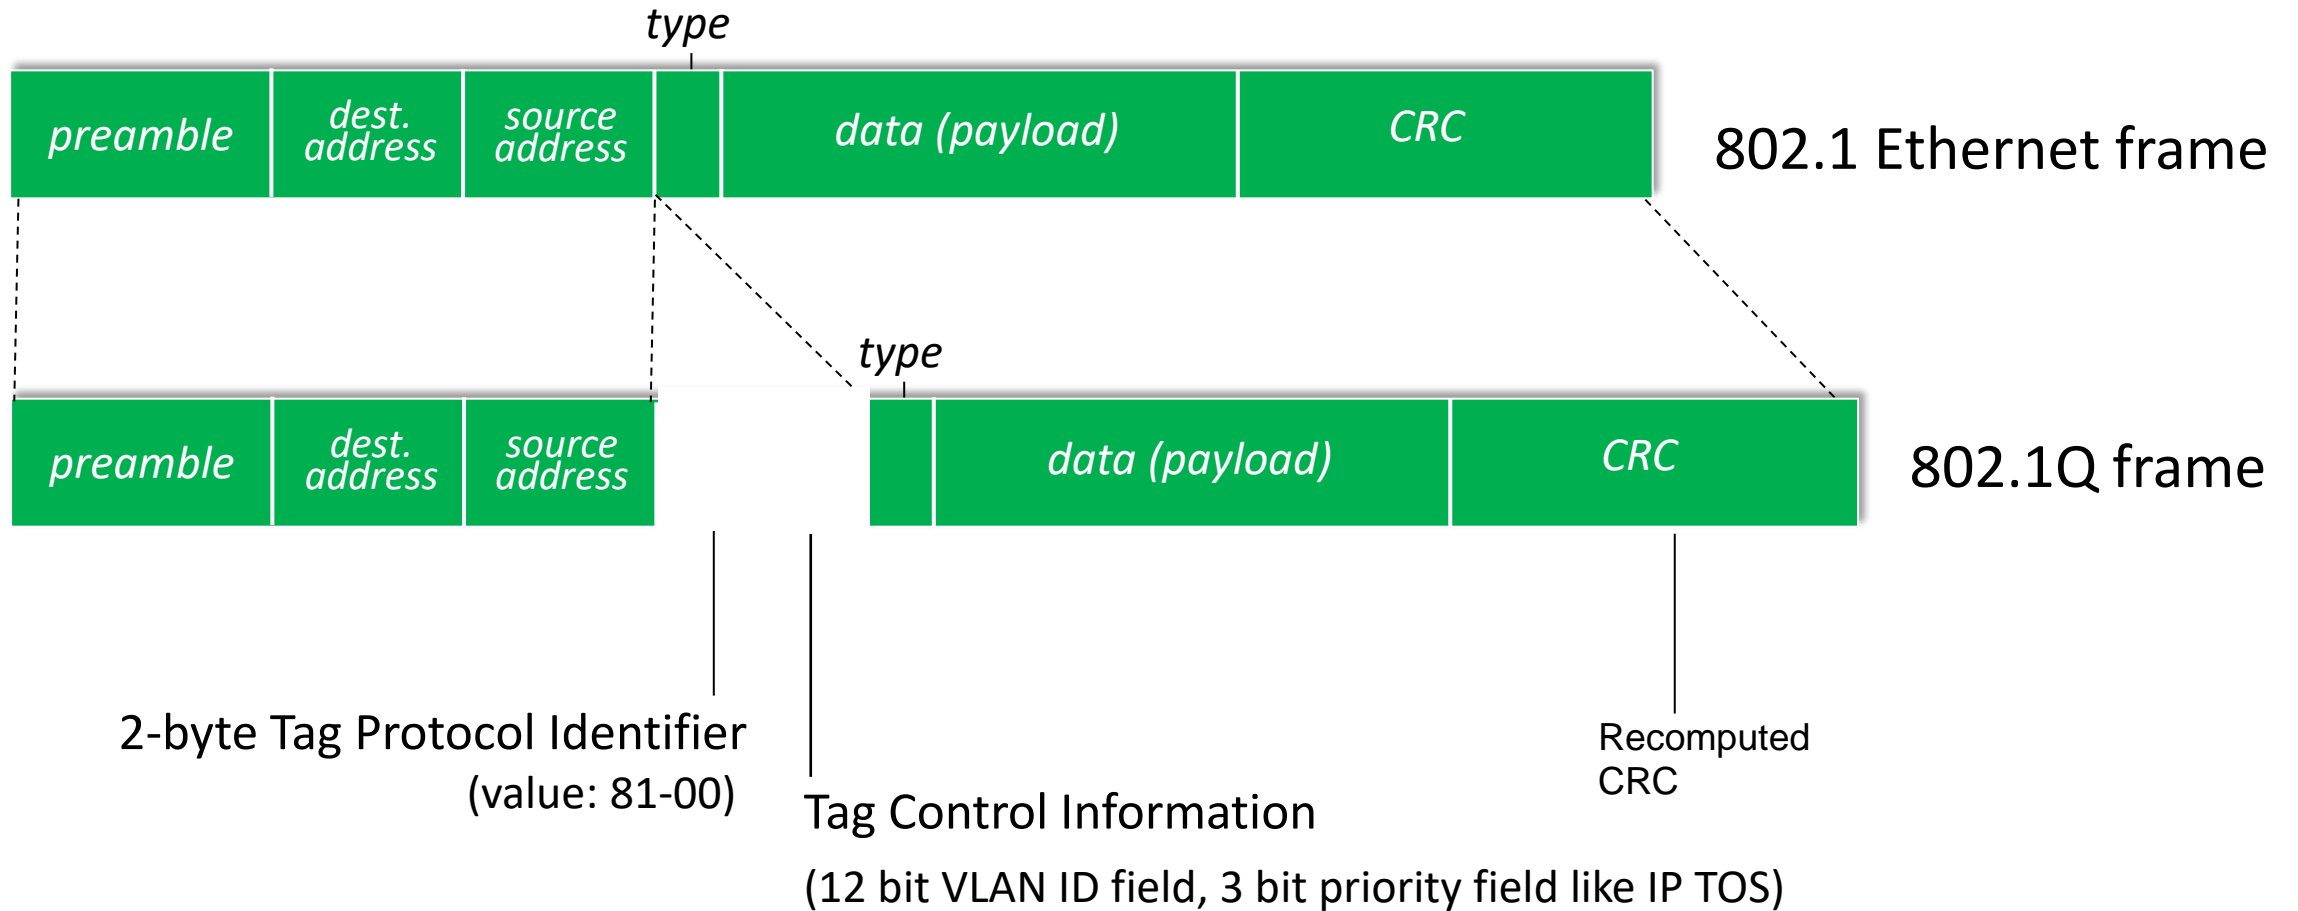 type
preamble
dest.
address
source
address
data (payload)
CRC
802.1 Ethernet frame
type
preamble
dest.
address
source
address
data (payload)
CRC
802.1Q frame
2-byte Tag Protocol Identifier
(value: 81-00)
Recomputed
CRC
Tag Control Information
(12 bit VLAN ID field, 3 bit priority field like IP TOS)